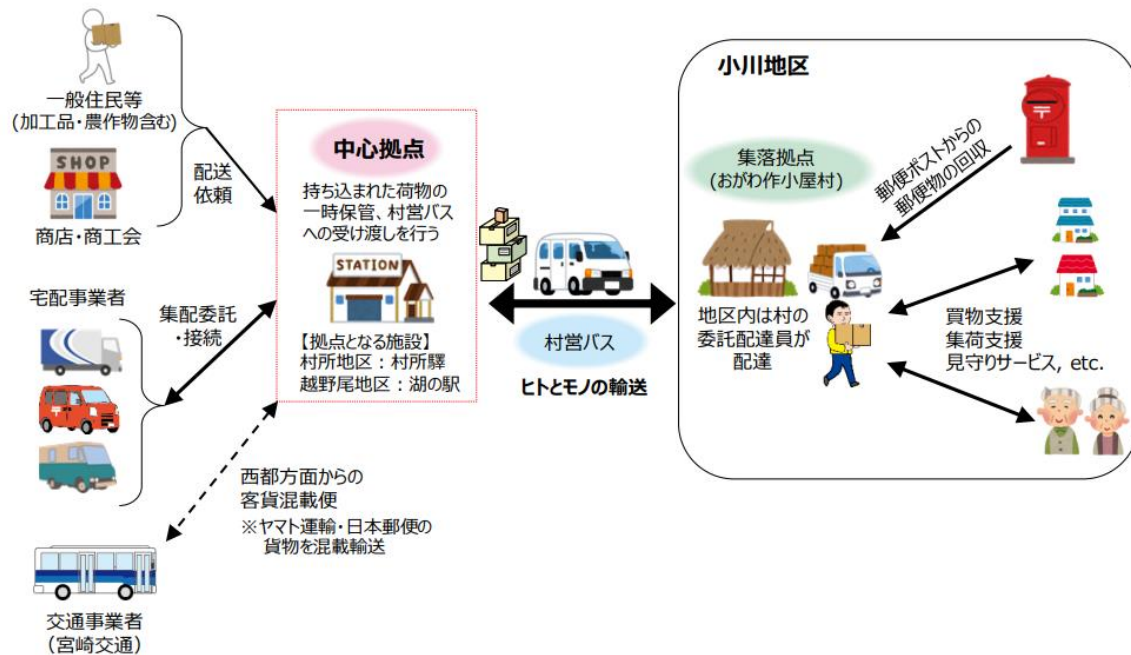 一般住民等
(加工品・農作物含む)
SHOP
商店・商工会
配送
依頼
宅配事業者
集配委託
・接続
交通事業者
（宮崎交通）
西都方面からの
客貨混載便
※ヤマト運輸・日本郵便の
貨物を混載輸送
中心拠点
持ち込まれた荷物の
一時保管、村営バス
への受け渡しを行う
STATION
【拠点となる施設】
村所地区：村所驛
越野尾地区：湖の駅
村営バス
ヒトとモノの輸送
小川地区
集落拠点
(おがわ作小屋村)
郵便ポストからの
郵便物の回収
地区内は村の
委託配達員が
配達
買物支援
集荷支援
見守りサービス, etc.